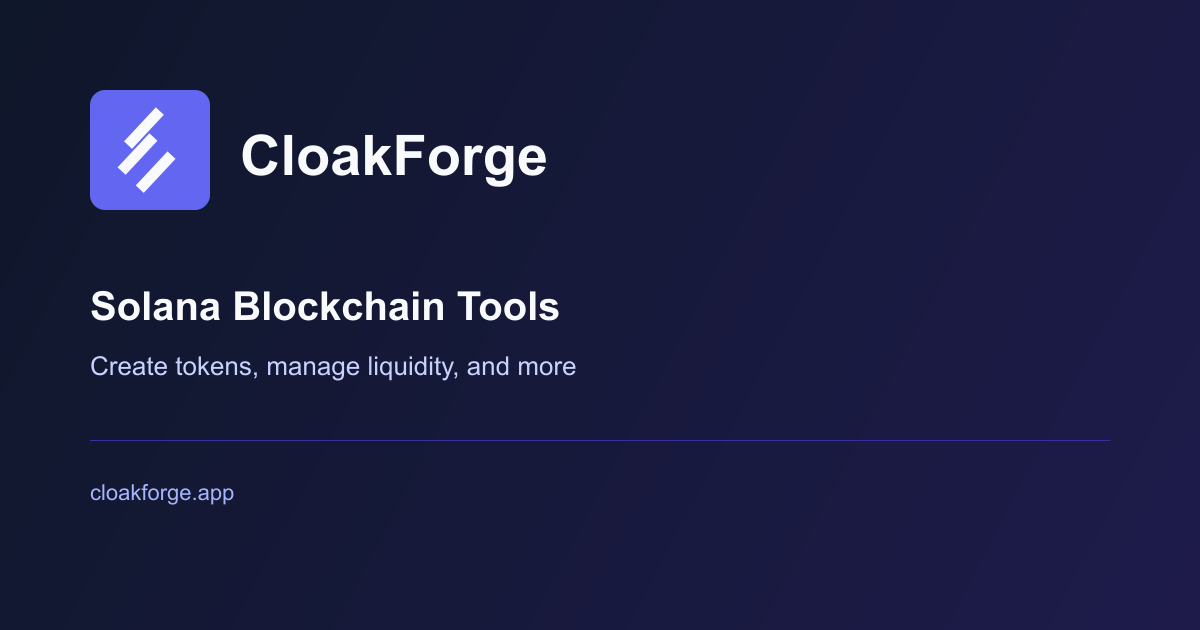 CloakForge
Solana Blockchain Tools
Create tokens, manage liquidity, and more
cloakforge.app